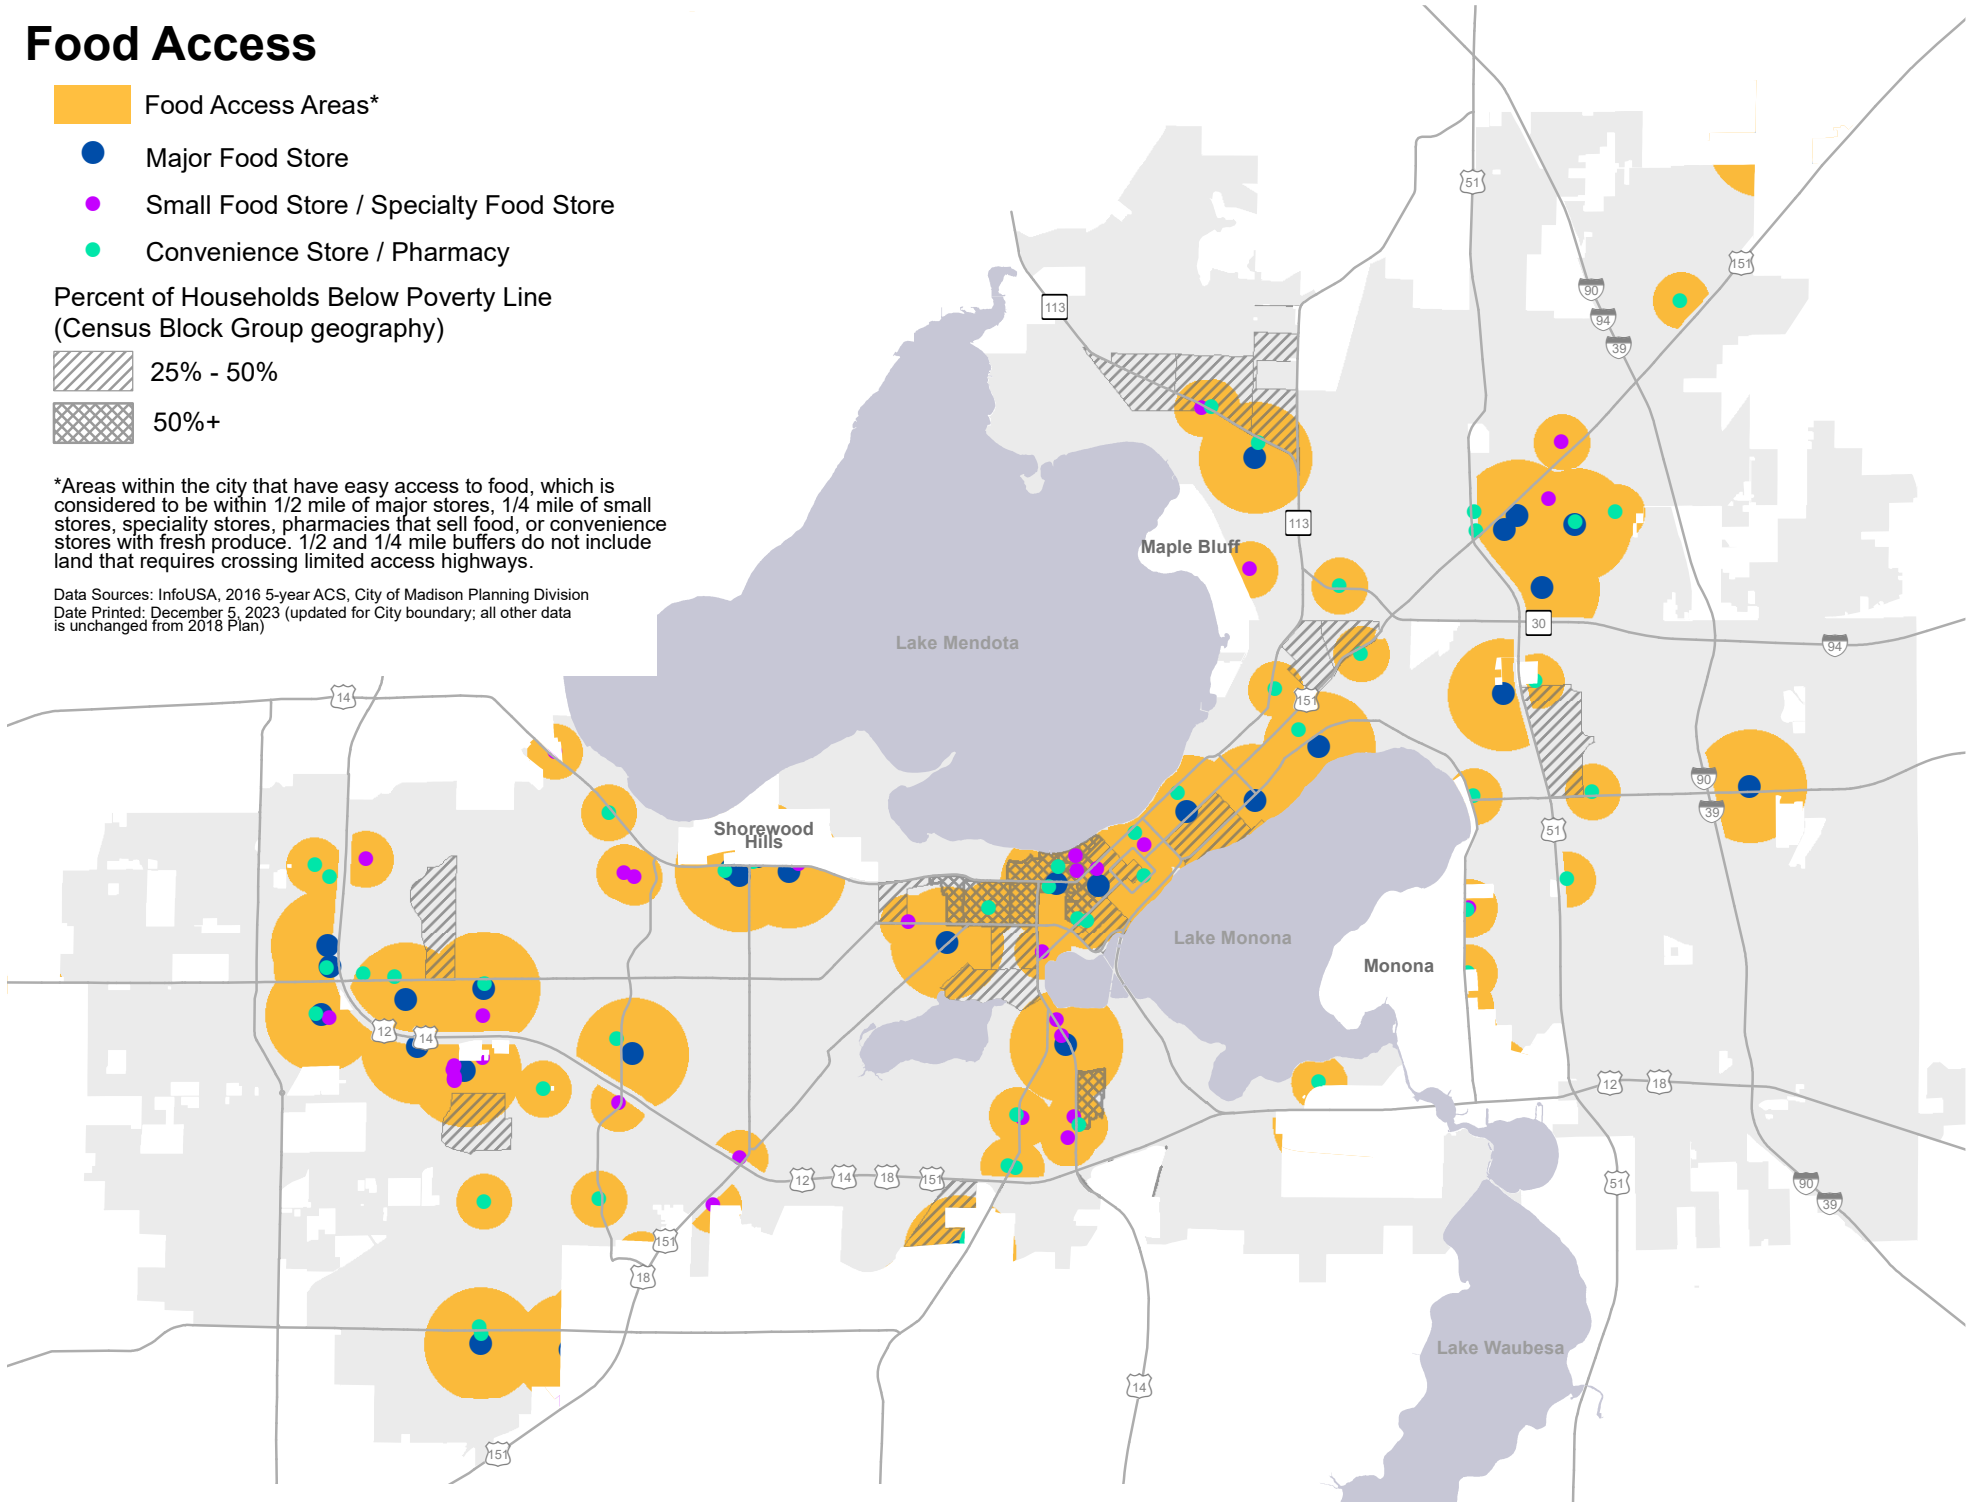 Food Access
Food Access Areas*
Major Food Store
Small Food Store / Specialty Food Store
Convenience Store / Pharmacy
Percent of Households Below Poverty Line
(Census Block Group geography)
25% - 50%
50%+
*Areas within the city that have easy access to food, which is
considered to be within 1/2 mile of major stores, 1/4 mile of small
stores, speciality stores, pharmacies that sell food, or convenience
stores with fresh produce. 1/2 and 1/4 mile buffers do not include
land that requires crossing limited access highways.
Data Sources: InfoUSA, 2016 5-year ACS, City of Madison Planning Division
Date Printed: December 5, 2023 (updated for City boundary; all other data
is unchanged from 2018 Plan)
51
151
90
113
94
39
113
Maple Bluff
30
Lake Mendota
94
14
151
90
39
Shorewood
Hills
51
Lake Monona
Monona
12
14
12
18
12
14
18
151
51
90
39
151
18
Lake Waubesa
14
151